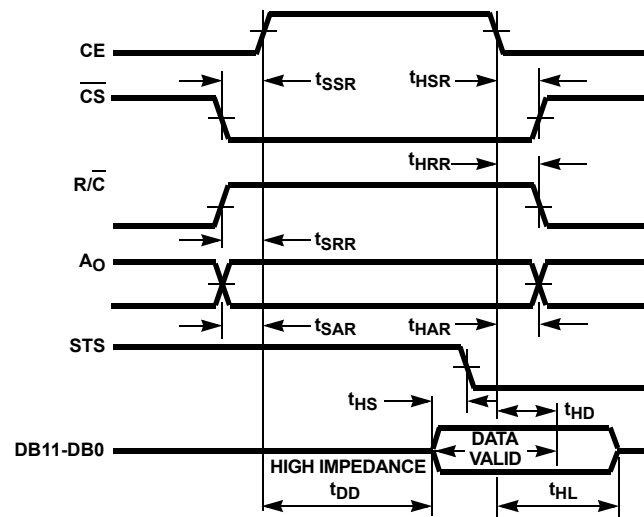 CE
tSSR
tHSR
CS
tHRR
R/C
tSRR
AO
tSAR
tHAR
STS
tHS
tHD
DB11-DB0
DATA
VALID
HIGH IMPEDANCE
tDD
tHL